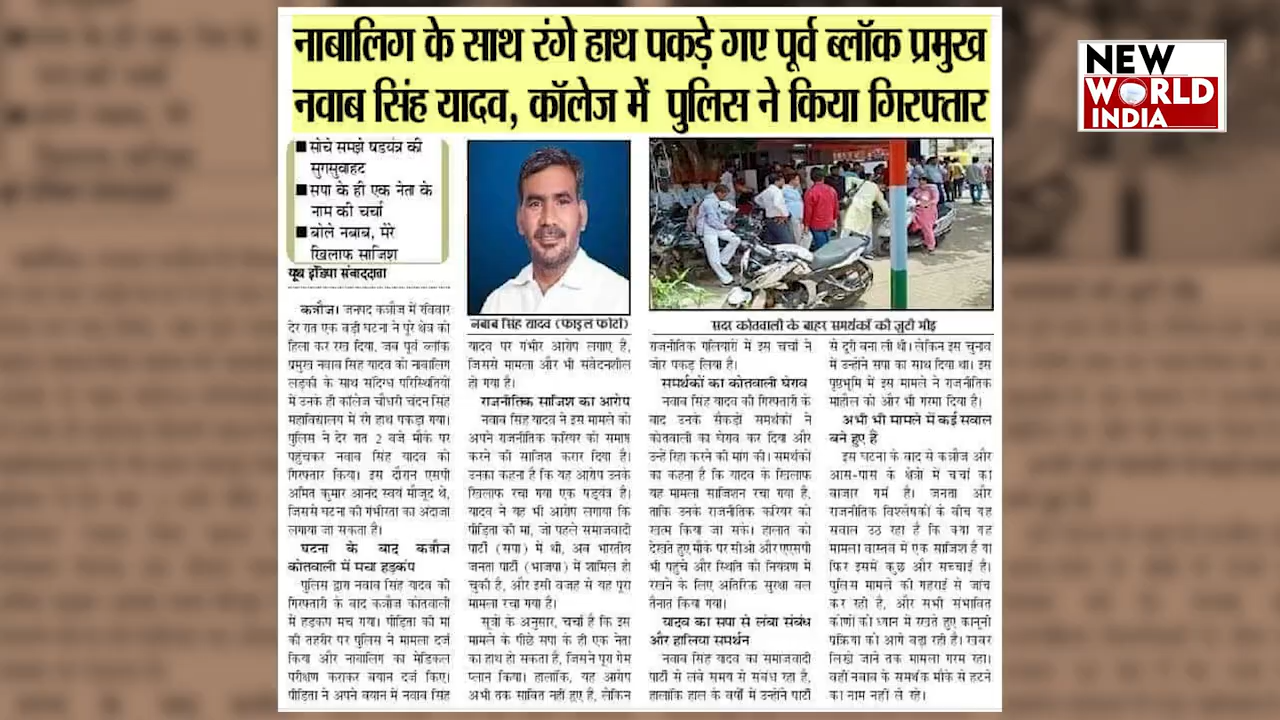 नाबालिग के साथ रंगे हाथ पकड़े गए पूर्व ब्लॉक प्रमुख
नवाब सिंह यादव, कॉलेज में पुलिस ने किया गिरफ्तार
NEW
WORLD
INDIA
■ सोचे समझे षडयंत्र की
सुगबुगाहट
■ सपा के ही एक नेता के
नाम की चर्चा
■ बोले नबाब, मेरे
खिलाफ साजिश
यूथ इंडिया संवाददाता
कन्नौज। जनपद कन्नौज में रविवार
देर रात एक बड़ी घटना ने पूरे क्षेत्र को
हिला कर रख दिया, जब पूर्व ब्लॉक
प्रमुख नवाब सिंह यादव को नाबालिग
लड़की के साथ संदिग्ध परिस्थितियों
में उनके ही कॉलेज चौधरी चंदन सिंह
महाविद्यालय में रंगे हाथ पकड़ा गया।
पुलिस ने देर रात 2 बजे मौके पर
पहुंचकर नवाब सिंह यादव को
गिरफ्तार किया। इस दौरान एसपी
अमित कुमार आनंद स्वयं मौजूद थे,
जिससे घटना की गंभीरता का अंदाजा
लगाया जा सकता है।
घटना के बाद कन्नौज
कोतवाली में मचा हड़कंप
पुलिस द्वारा नवाब सिंह यादव की
गिरफ्तारी के बाद कन्नौज कोतवाली
में हड़कंप मच गया। पीड़िता की मां
की तहरीर पर पुलिस ने मामला दर्ज
किया और नाबालिग का मेडिकल
परीक्षण कराकर बयान दर्ज किए।
पीड़िता ने अपने बयान में नवाब सिंह
नबाब सिंह यादव (फाइल फोटो)
यादव पर गंभीर आरोप लगाए हैं,
जिससे मामला और भी संवेदनशील
हो गया है।
राजनीतिक साजिश का आरोप
नवाब सिंह यादव ने इस मामले को
अपने राजनीतिक करियर को समाप्त
करने की साजिश करार दिया है।
उनका कहना है कि यह आरोप उनके
खिलाफ रचा गया एक षडयंत्र है।
यादव ने यह भी आरोप लगाया कि
पीड़िता की मां, जो पहले समाजवादी
पार्टी (सपा) में थी, अब भारतीय
जनता पार्टी (भाजपा) में शामिल हो
चुकी है, और इसी वजह से यह पूरा
मामला रचा गया है।
सूत्रों के अनुसार, चर्चा है कि इस
मामले के पीछे सपा के ही एक नेता
का हाथ हो सकता है, जिसने पूरा गेम
प्लान किया। हालांकि, यह आरोप
अभी तक साबित नहीं हुए हैं, लेकिन
सदर कोतवाली के बाहर समर्थकों की जुटी भीड़
राजनीतिक गलियारों में इस चर्चा ने
जोर पकड़ लिया है।
समर्थकों का कोतवाली घेराव
नवाब सिंह यादव की गिरफ्तारी के
बाद उनके सैकड़ों समर्थकों ने
कोतवाली का घेराव कर दिया और
उन्हें रिहा करने की मांग की। समर्थकों
का कहना है कि यादव के खिलाफ
यह मामला साजिशन रचा गया है,
ताकि उनके राजनीतिक करियर को
खत्म किया जा सके। हालात को
देखते हुए मौके पर सीओ और एएसपी
भी पहुंचे और स्थिति को नियंत्रण में
रखने के लिए अतिरिक्त सुरक्षा बल
तैनात किया गया।
यादव का सपा से लंबा संबंध
और हालिया समर्थन
नवाब सिंह यादव का समाजवादी
पार्टी से लंबे समय से संबंध रहा है,
हालांकि हाल के वर्षों में उन्होंने पार्टी
से दूरी बना ली थी। लेकिन इस चुनाव
में उन्होंने सपा का साथ दिया था। इस
पृष्ठभूमि में इस मामले ने राजनीतिक
माहौल को और भी गरमा दिया है।
अभी भी मामले में कई सवाल
बने हुए हैं
इस घटना के बाद से कन्नौज और
आस-पास के क्षेत्रों में चर्चा का
बाजार गर्म है। जनता और
राजनीतिक विश्लेषकों के बीच यह
सवाल उठ रहा है कि क्या यह
मामला वास्तव में एक साजिश है या
फिर इसमें कुछ और सच्चाई है।
पुलिस मामले की गहराई से जांच
कर रही है, और सभी संभावित
कोणों को ध्यान में रखते हुए कानूनी
प्रक्रिया को आगे बढ़ा रही है। खबर
लिखे जाने तक मामला गरम रहा।
वहीं नबाब के समर्थक मौके से हटने
का नाम नहीं ले रहे।